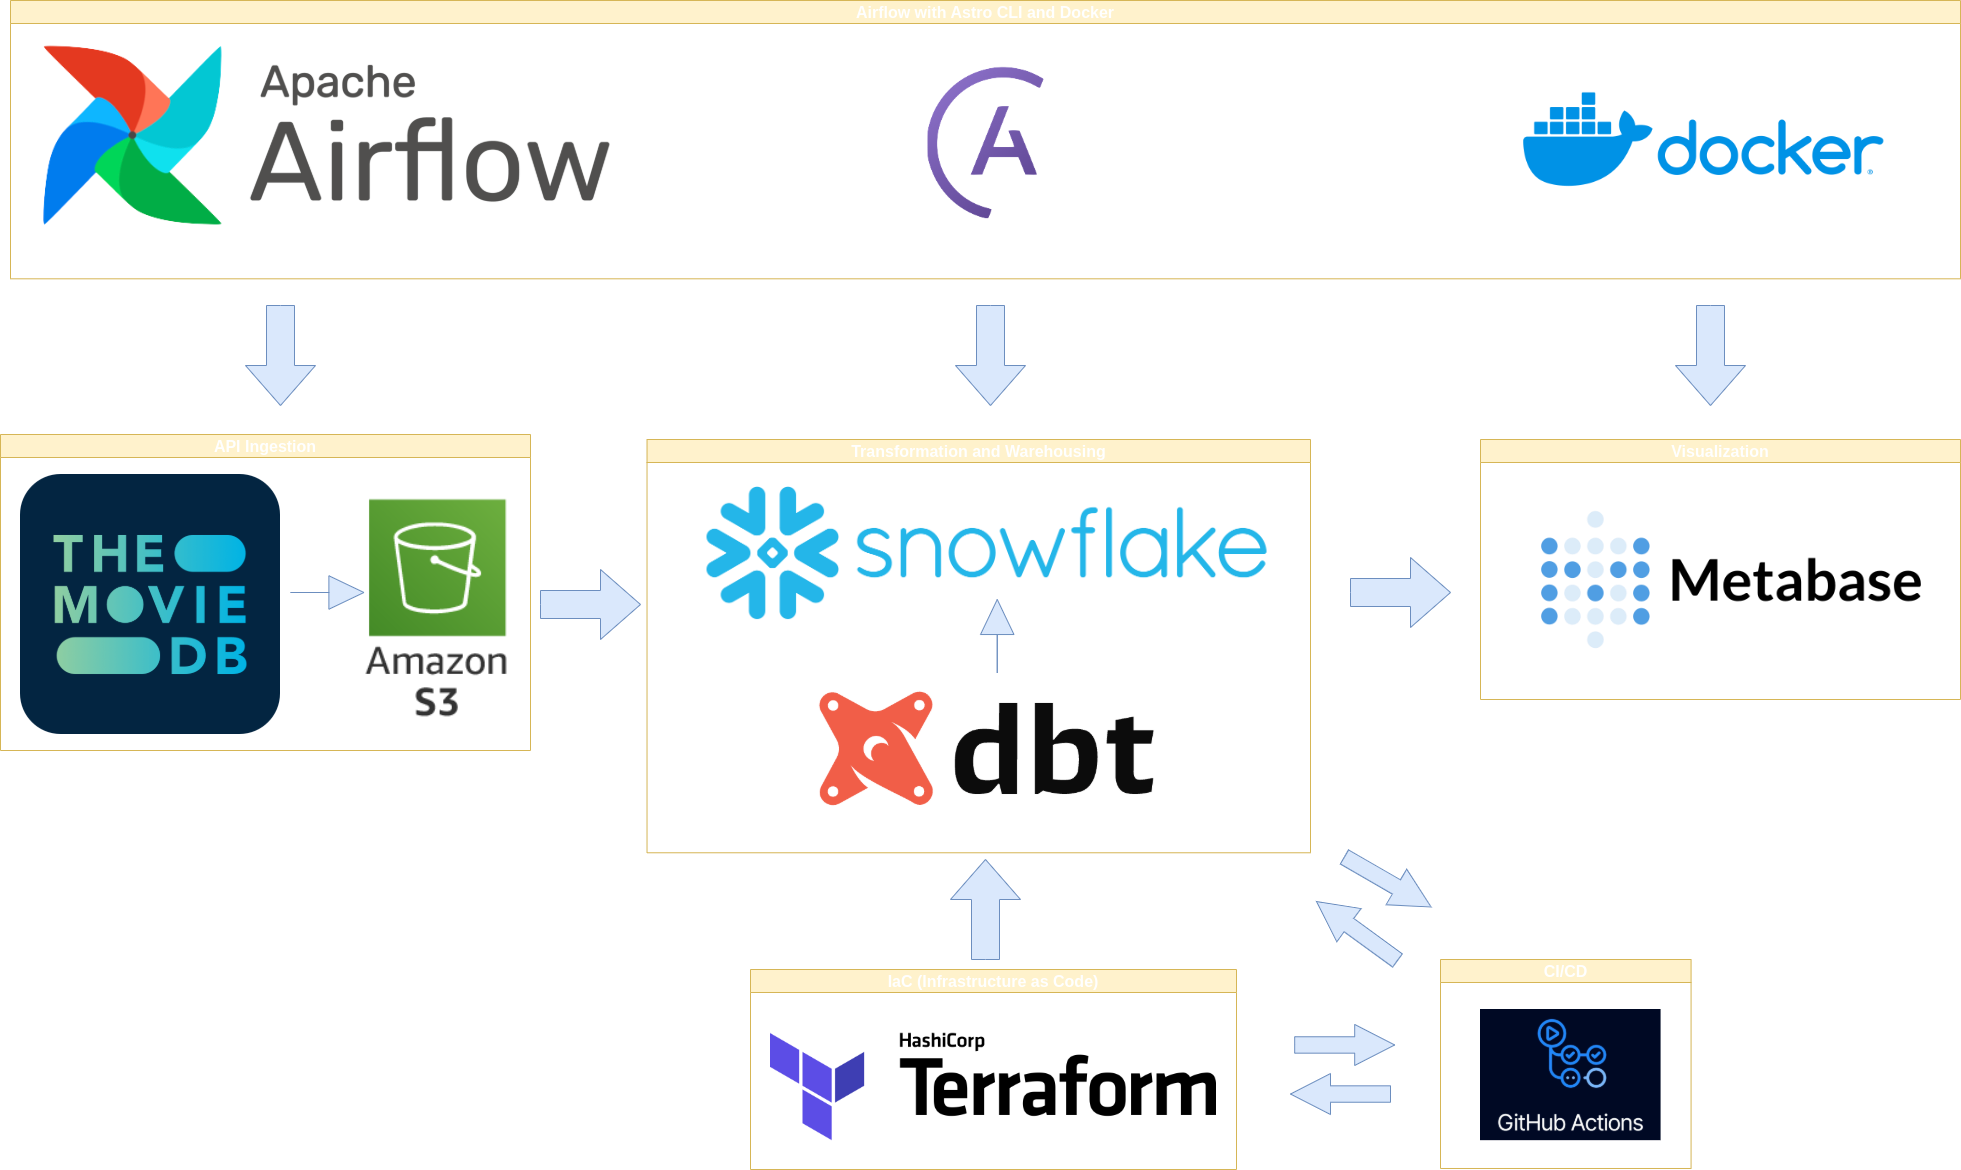 Airflow with Astro CLI and Docker
Apache
Airflow
A
docker
API Ingestion
THE
MOVIE
DB
Amazon
S3
Transformation and Warehousing
snowflake
dbt
Visualization
Metabase
IaC (Infrastructure as Code)
HashiCorp
Terraform
CI/CD
GitHub Actions